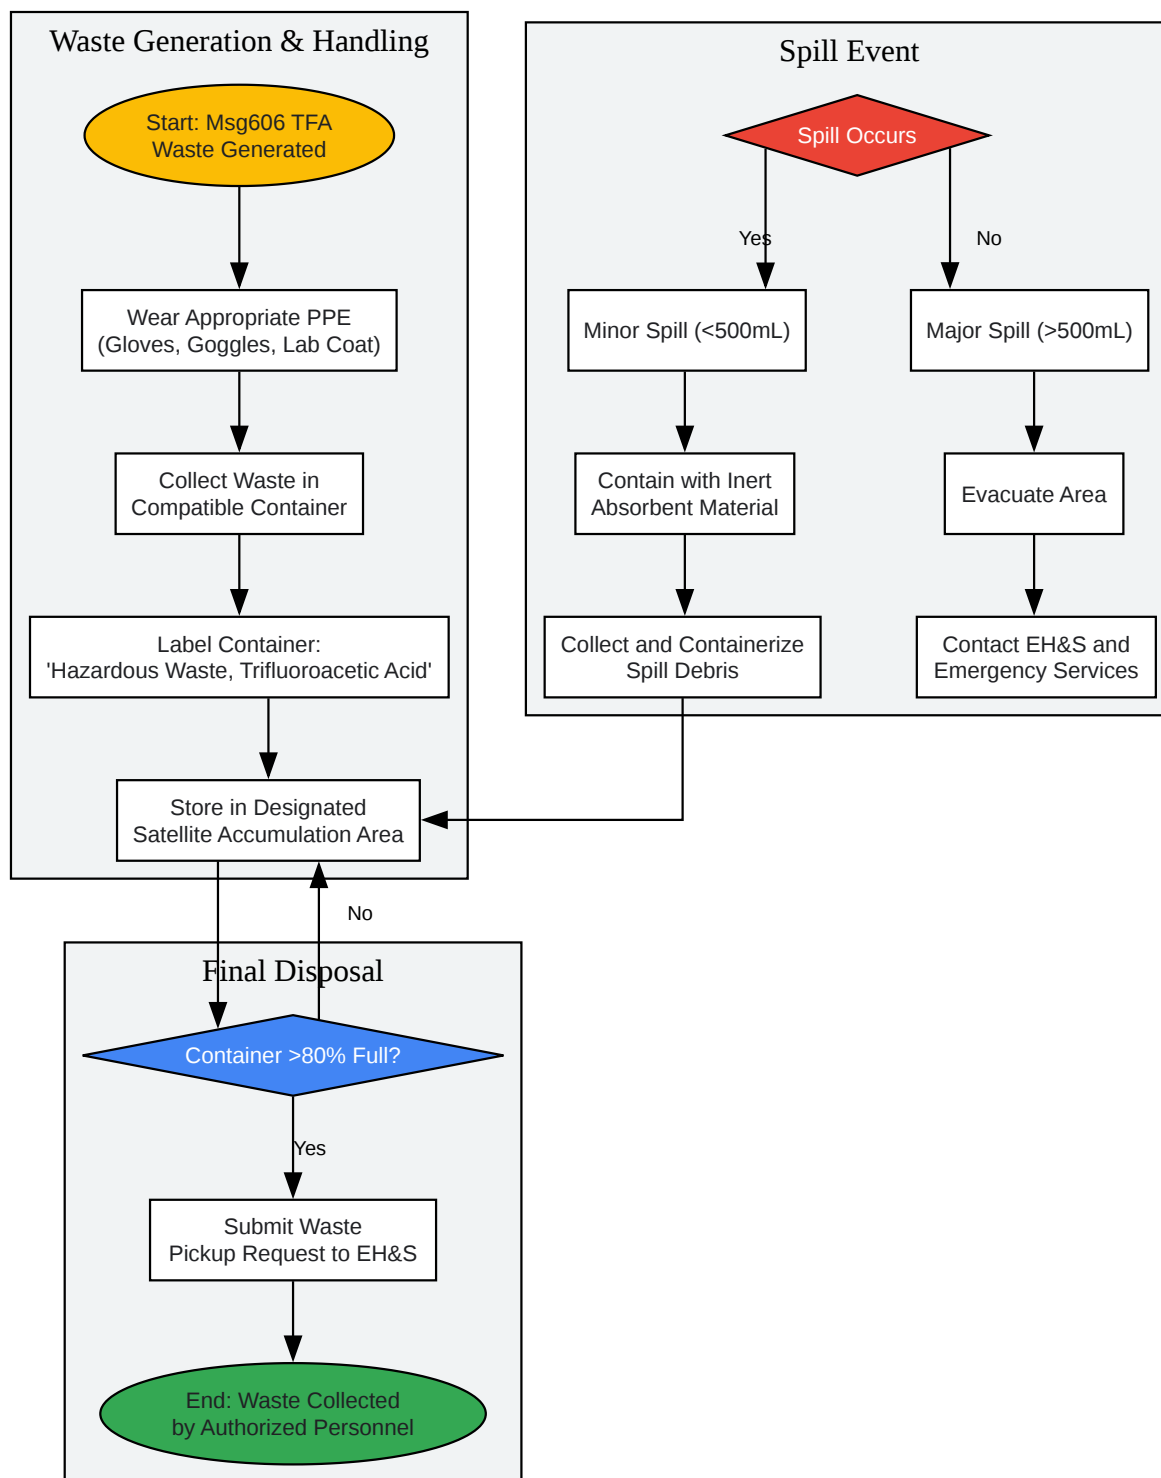 Waste Generation & Handling
Start: Msg606 TFA
Waste Generated
Wear Appropriate PPE
(Gloves, Goggles, Lab Coat)
Collect Waste in
Compatible Container
Label Container:
'Hazardous Waste, Trifluoroacetic Acid'
Store in Designated
Satellite Accumulation Area
Spill Event
Spill Occurs
Yes
No
Minor Spill (<500mL)
Major Spill (>500mL)
Contain with Inert
Absorbent Material
Evacuate Area
Collect and Containerize
Spill Debris
Contact EH&S and
Emergency Services
No
Final Disposal
Container >80% Full?
Yes
Submit Waste
Pickup Request to EH&S
End: Waste Collected
by Authorized Personnel